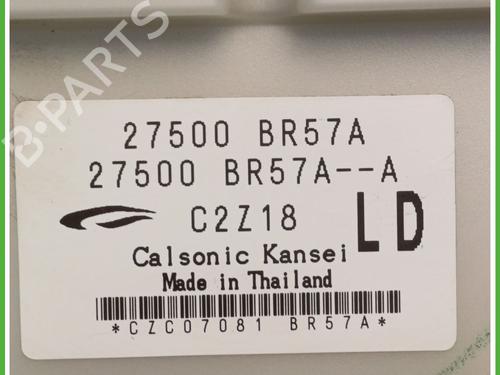 B-PARTS
27500 BR57A
27500 BR57A--A
C2Z18
LD
Calsonic Kansei
Made in Thailand
*CZC07081 BR57A*